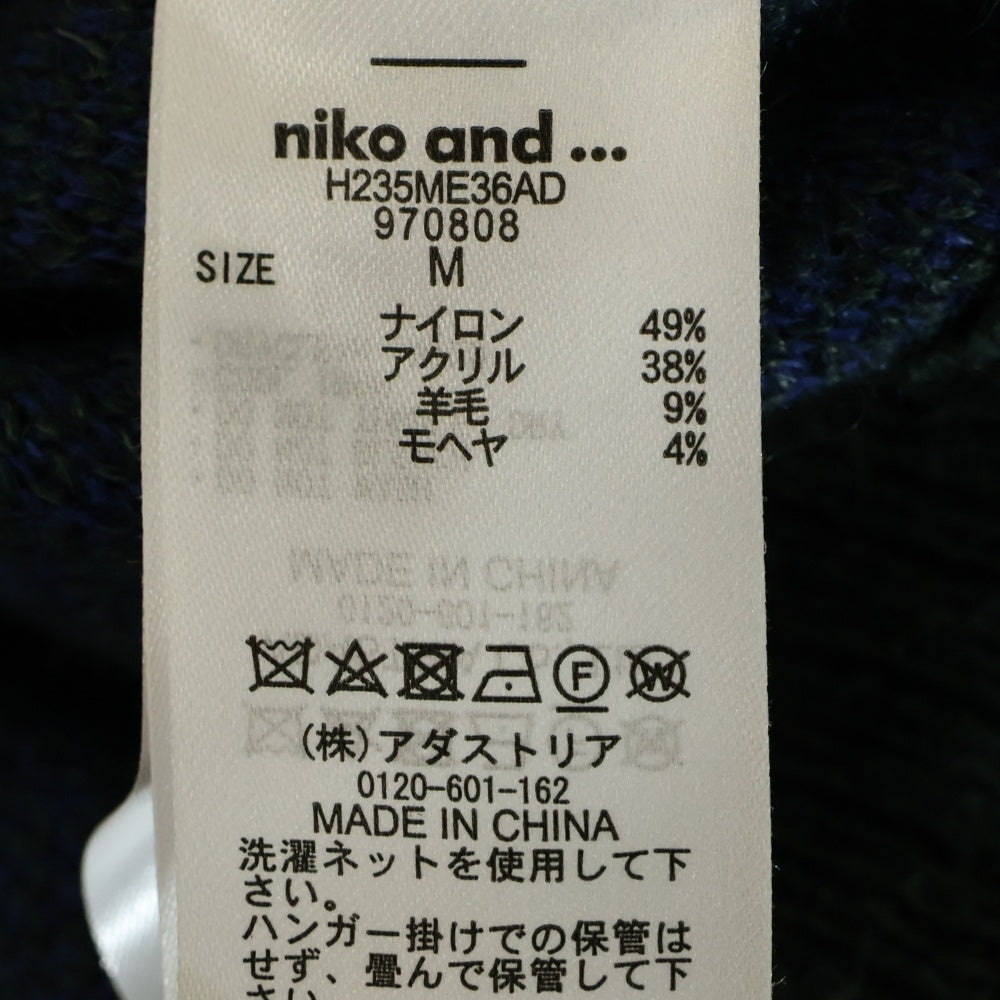 niko and ...
H235ME36AD
970808
SIZE M
ナイロン 49%
アクリル 38%
羊毛 9%
モヘヤ 4%
F W
(株)アダストリア
0120-601-162
MADE IN CHINA
洗濯ネットを使用して下
さい。
ハンガー掛けでの保管は
せず、畳んで保管して下
さい